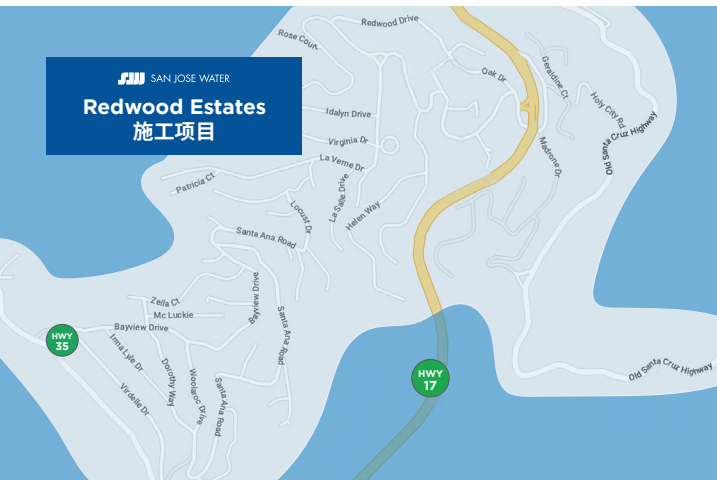 Redwood Drive
Rose Court
SJW SAN JOSE WATER
Redwood Estates
施工项目
Oak Dr
Geraldine Ct
Holy City Rd
Old Santa Cruz Highway
Idalyn Drive
Virginia Dr
La Verne Dr
Madrone Dr
Patricia Ct
La Salle Drive
Locust Dr
Helen Way
Santa Ana Road
Bayview Drive
Zella Ct
Mc Luckie
Bayview Drive
Santa Ana Road
HWY
35
Irma Lyle Dr
Dorothy Way
Woolaroc Drive
Santa Ana Road
Virdelle Dr
HWY
17
Old Santa Cruz Highway